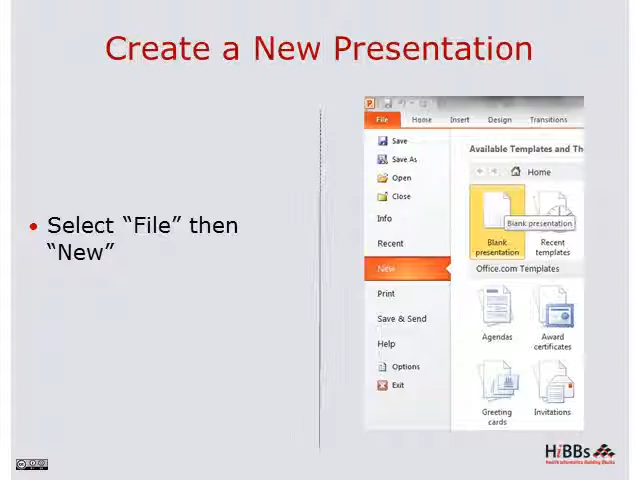 Create a New Presentation
Select “File” then
“New”
File Home Insert Design Transitions
Save
Save As
Open
Close
Info
Recent
New
Print
Save & Send
Help
Options
Exit
Available Templates and Th
Home
Blank presentation
Blank
presentation
Recent
templates
Office.com Templates
Agendas
Award
certificates
Greeting
cards
Invitations
HiBBs
Health Informatics Building Blocks